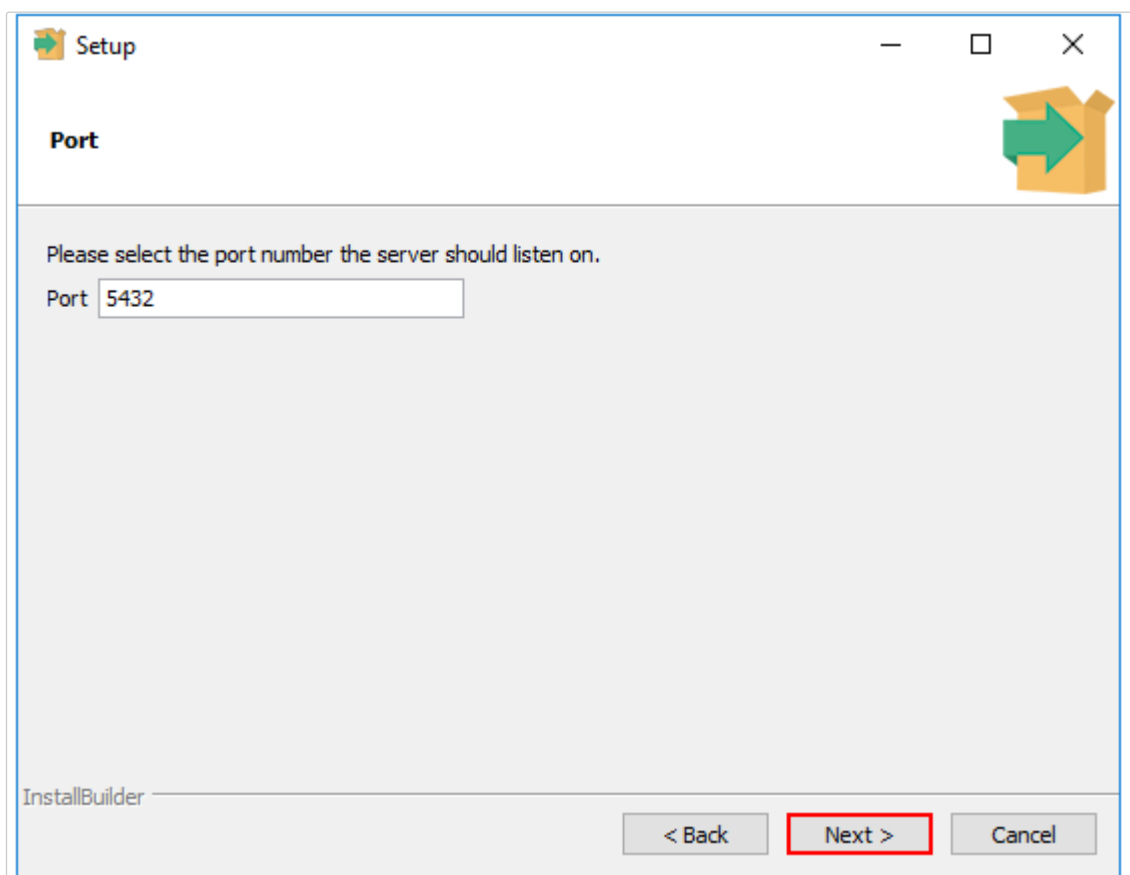 Setup
Port
Please select the port number the server should listen on.
Port 5432
InstallBuilder
< Back Next > Cancel